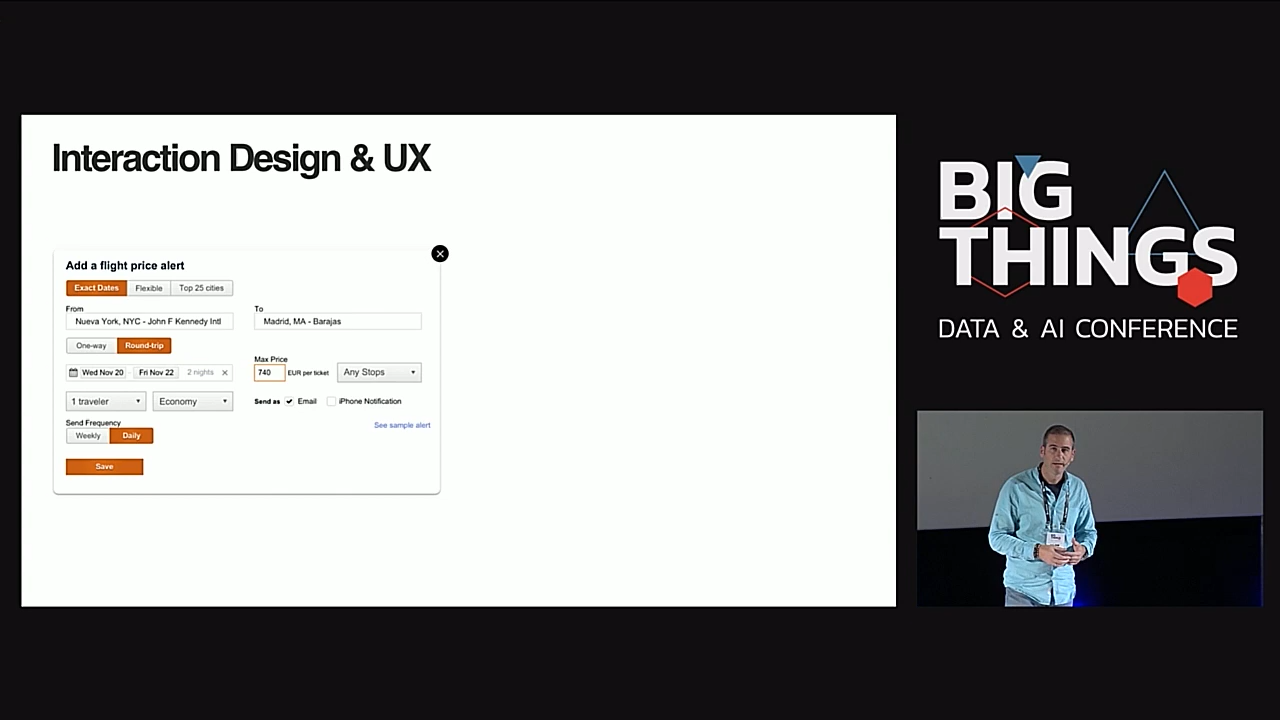 Interaction Design & UX
Add a flight price alert
Exact Dates Flexible Top 25 cities
From To
Nueva York, NYC - John F Kennedy Intl Madrid, MA - Barajas
One-way Round-trip
Max Price
Wed Nov 20 Fri Nov 22 2 nights 740 EUR per ticket Any Stops
1 traveler Economy Send as Email iPhone Notification
Send Frequency See sample alert
Weekly Daily
Save
BIG
THINGS
DATA & AI CONFERENCE